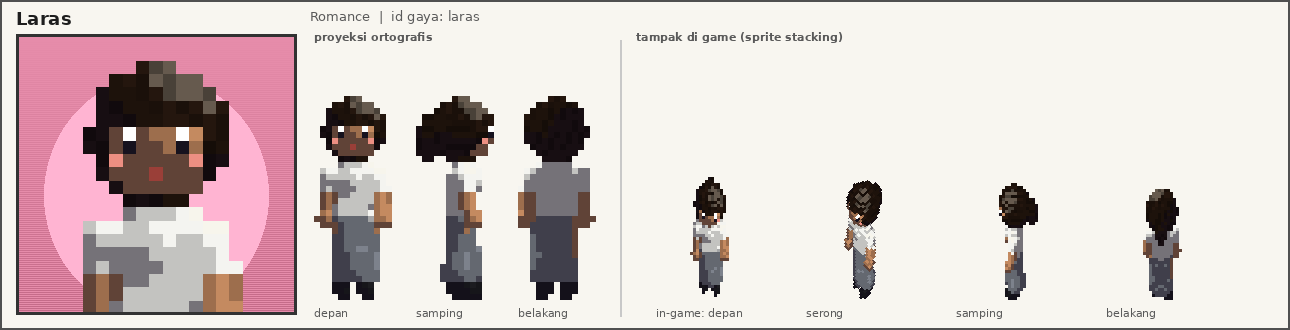 Laras
Romance | id gaya: laras
proyeksi ortografis
tampak di game (sprite stacking)
depan
samping
belakang
in-game: depan
serong
samping
belakang